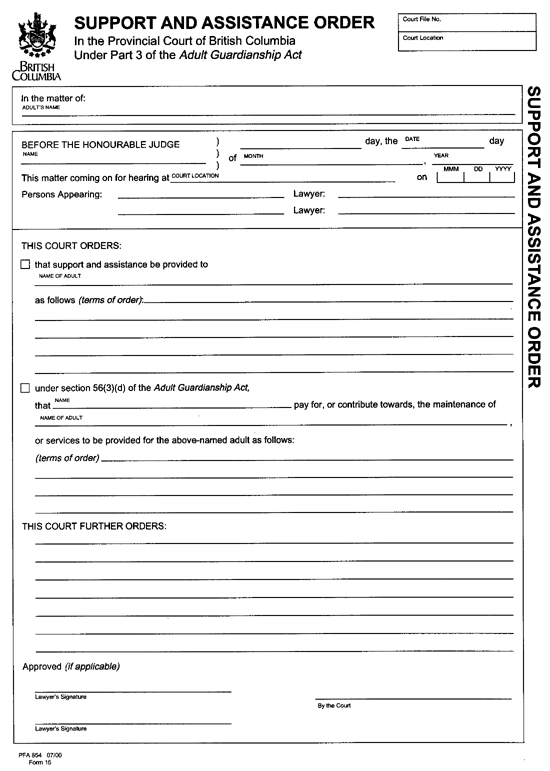 SUPPORT AND ASSISTANCE ORDER
In the Provincial Court of British Columbia
Under Part 3 of the Adult Guardianship Act
BRITISH
COLUMBIA
Court File No.
Court Location
SUPPORT AND ASSISTANCE ORDER
In the matter of:
ADULT'S NAME
BEFORE THE HONOURABLE JUDGE ) day, the DATE day
NAME ) of MONTH , YEAR
)
This matter coming on for hearing at COURT LOCATION on MMM DD YYYY
Persons Appearing: Lawyer:
Lawyer:
THIS COURT ORDERS:
that support and assistance be provided to
NAME OF ADULT
as follows (terms of order):
under section 56(3)(d) of the Adult Guardianship Act,
that NAME pay for, or contribute towards, the maintenance of
NAME OF ADULT ,
or services to be provided for the above-named adult as follows:
(terms of order)
THIS COURT FURTHER ORDERS:
Approved (if applicable)
Lawyer's Signature
By the Court
Lawyer's Signature
PFA 854 07/00
Form 15